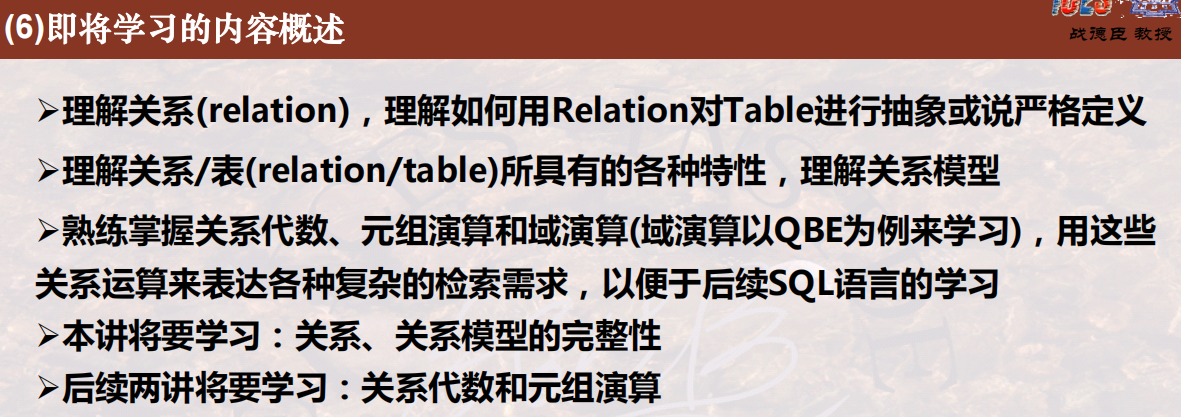 (6)即将学习的内容概述
战德臣 教授
➢理解关系(relation)，理解如何用Relation对Table进行抽象或说严格定义
➢理解关系/表(relation/table)所具有的各种特性，理解关系模型
➢熟练掌握关系代数、元组演算和域演算(域演算以QBE为例来学习)，用这些
关系运算来表达各种复杂的检索需求，以便于后续SQL语言的学习
➢本讲将要学习：关系、关系模型的完整性
➢后续两讲将要学习：关系代数和元组演算